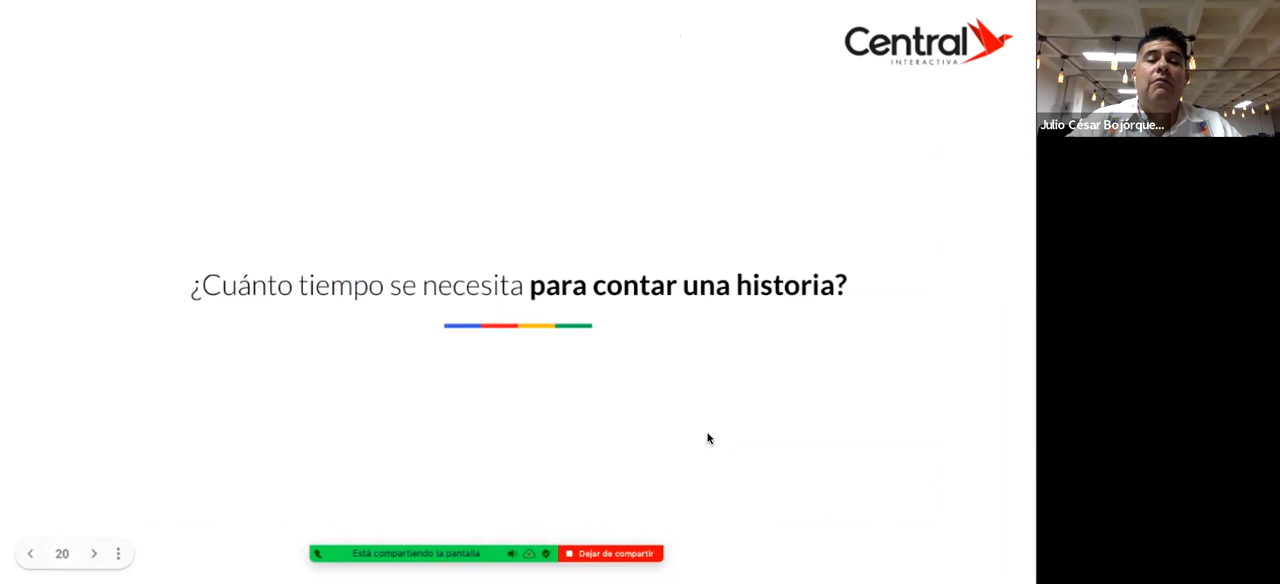 Central
INTERACTIVA
Julio César Bojórque...
¿Cuánto tiempo se necesita para contar una historia?
20
Está compartiendo la pantalla
Dejar de compartir